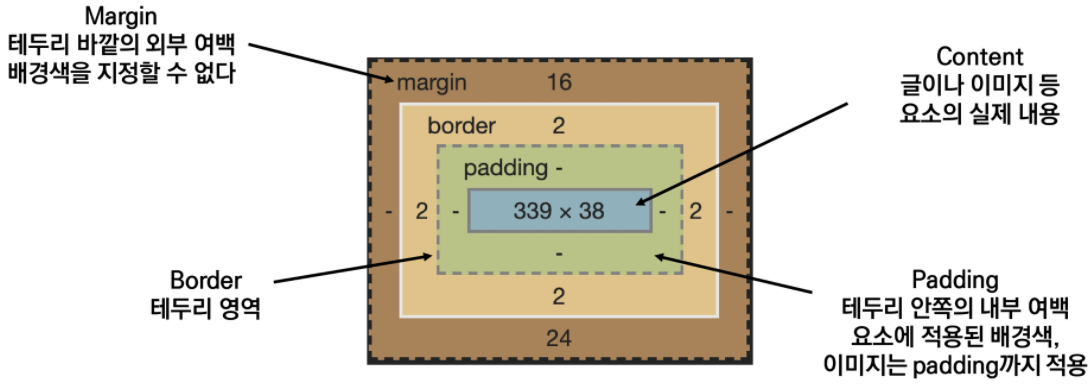 Margin
테두리 바깥의 외부 여백
배경색을 지정할 수 없다
Content
글이나 이미지 등
요소의 실제 내용
margin 16
border 2
padding -
- 2 - 339 × 38 - 2 -
-
2
24
Border
테두리 영역
Padding
테두리 안쪽의 내부 여백
요소에 적용된 배경색,
이미지는 padding까지 적용